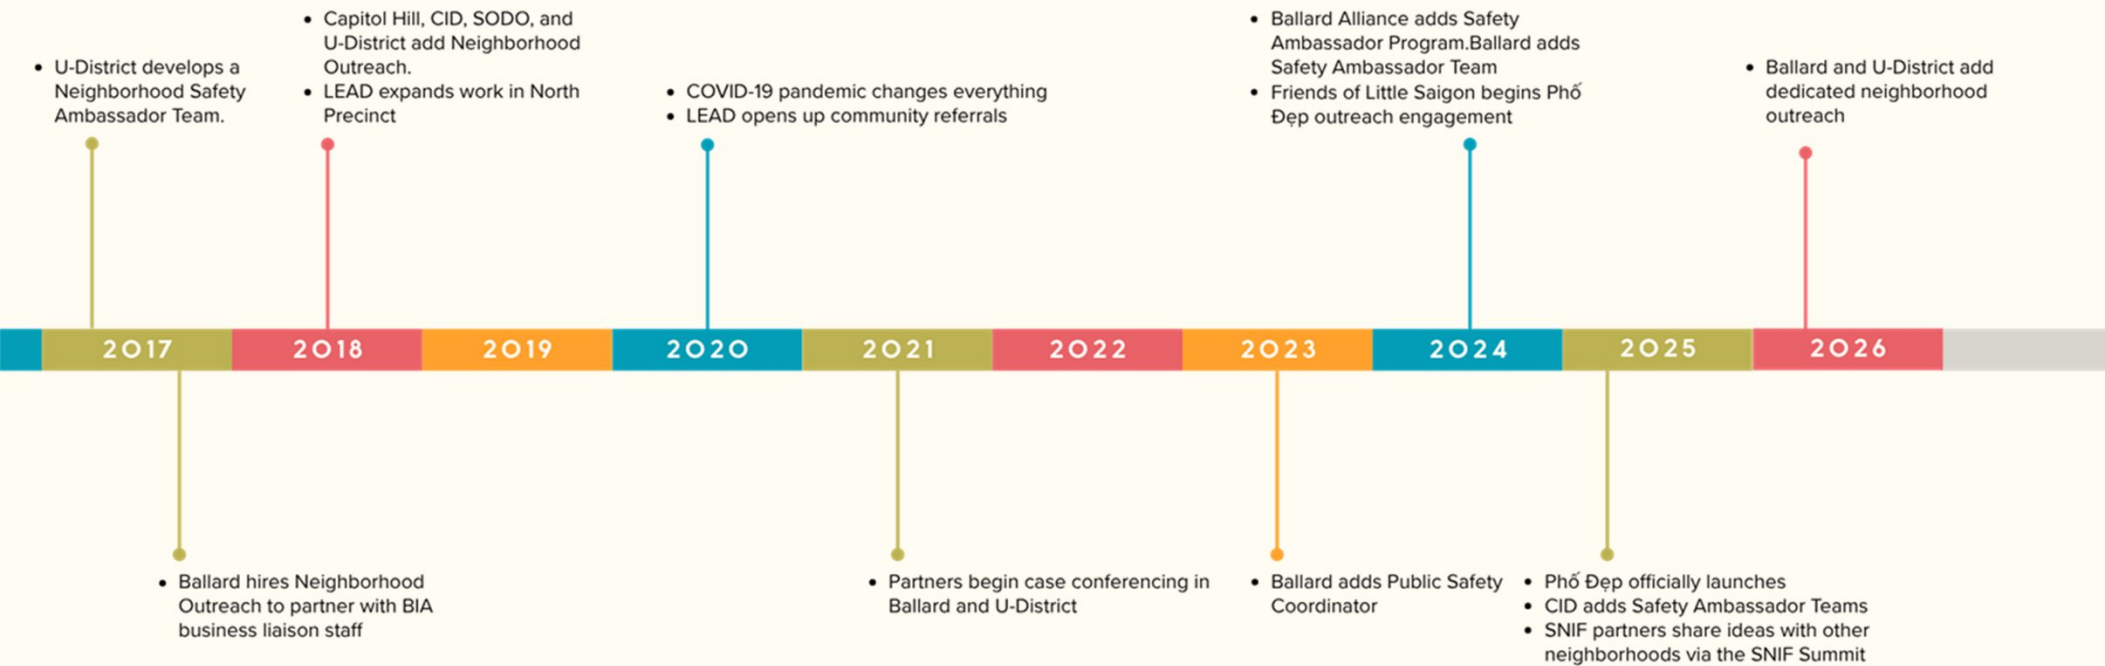 • U-District develops a
Neighborhood Safety
Ambassador Team.
• Capitol Hill, CID, SODO, and
U-District add Neighborhood
Outreach.
• LEAD expands work in North
Precinct
• COVID-19 pandemic changes everything
• LEAD opens up community referrals
• Ballard Alliance adds Safety
Ambassador Program.Ballard adds
Safety Ambassador Team
• Friends of Little Saigon begins Phố
Đẹp outreach engagement
• Ballard and U-District add
dedicated neighborhood
outreach
2017 2018 2019 2020 2021 2022 2023 2024 2025 2026
• Ballard hires Neighborhood
Outreach to partner with BIA
business liaison staff
• Partners begin case conferencing in
Ballard and U-District
• Ballard adds Public Safety
Coordinator
• Phố Đẹp officially launches
• CID adds Safety Ambassador Teams
• SNIF partners share ideas with other
neighborhoods via the SNIF Summit